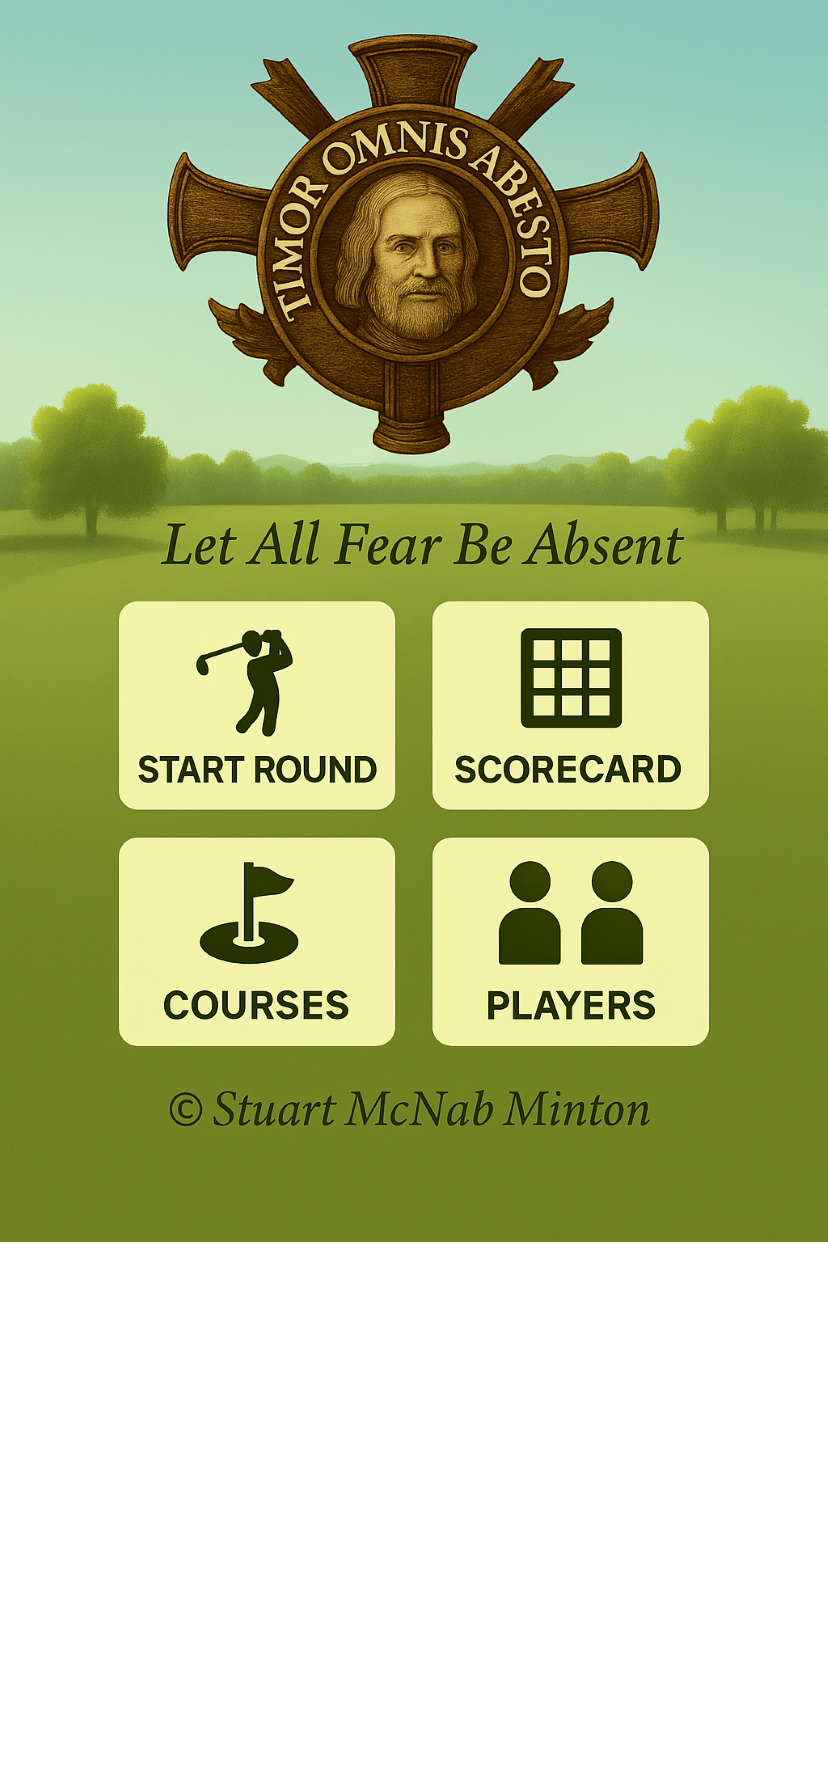 TIMOR OMNIS ABESTO
Let All Fear Be Absent
START ROUND
SCORECARD
COURSES
PLAYERS
© Stuart McNab Minton